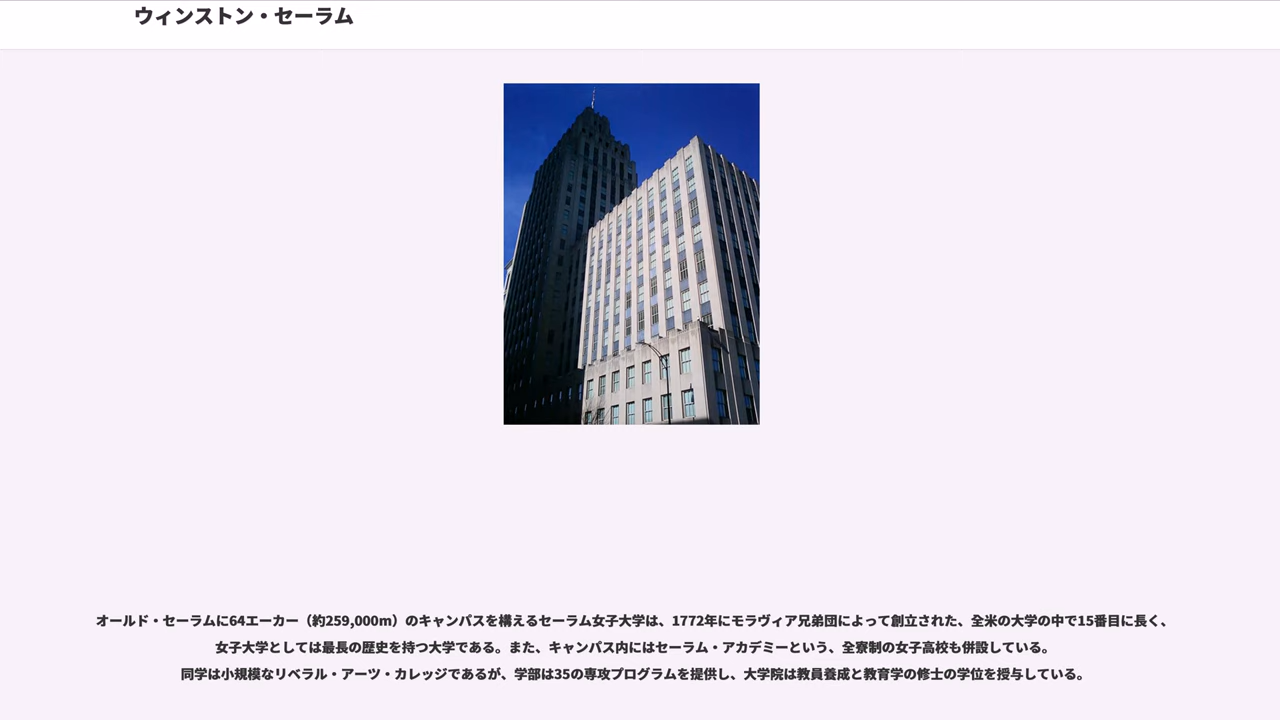 ウィンストン・セーラム
オールド・セーラムに64エーカー（約259,000m）のキャンパスを構えるセーラム女子大学は、1772年にモラヴィア兄弟団によって創立された、全米の大学の中で15番目に長く、
女子大学としては最長の歴史を持つ大学である。また、キャンパス内にはセーラム・アカデミーという、全寮制の女子高校も併設している。
同学は小規模なリベラル・アーツ・カレッジであるが、学部は35の専攻プログラムを提供し、大学院は教員養成と教育学の修士の学位を授与している。